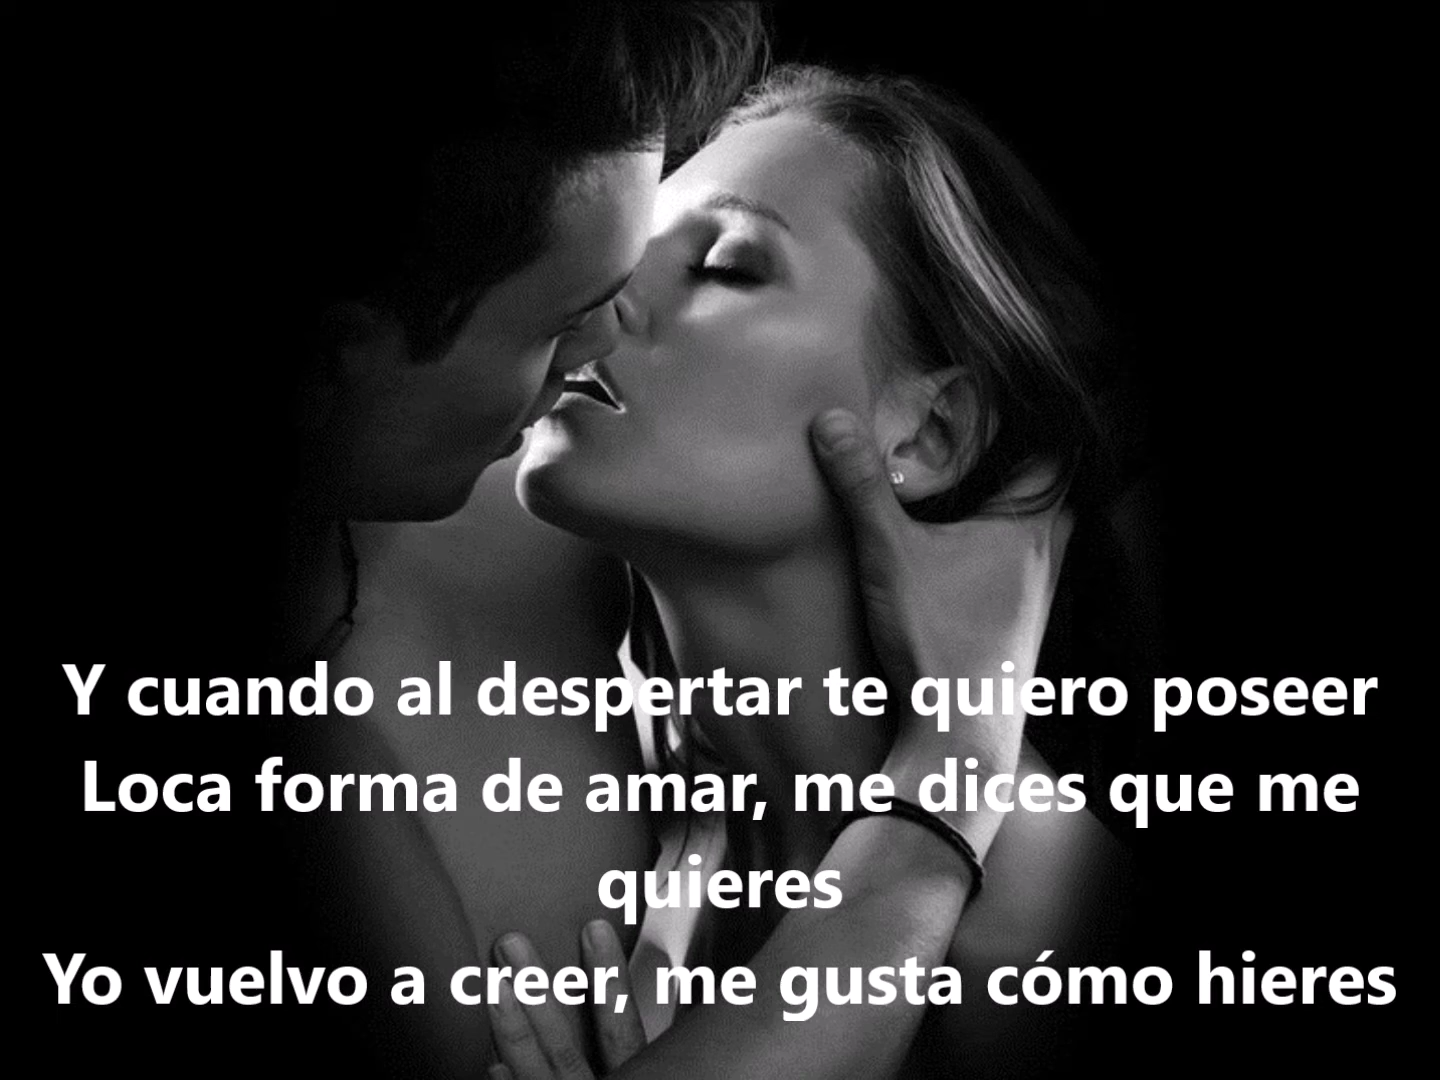 Y cuando al despertar te quiero poseer
Loca forma de amar, me dices que me
quieres
Yo vuelvo a creer, me gusta cómo hieres